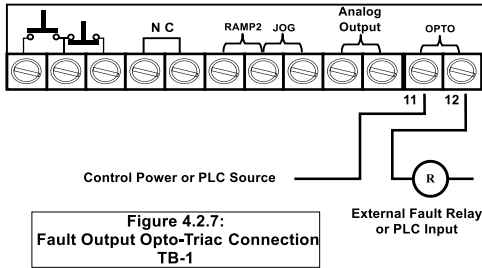 N C
RAMP2
JOG
Analog
Output
OPTO
11
12
Control Power or PLC Source
R
External Fault Relay
or PLC Input
Figure 4.2.7:
Fault Output Opto-Triac Connection
TB-1